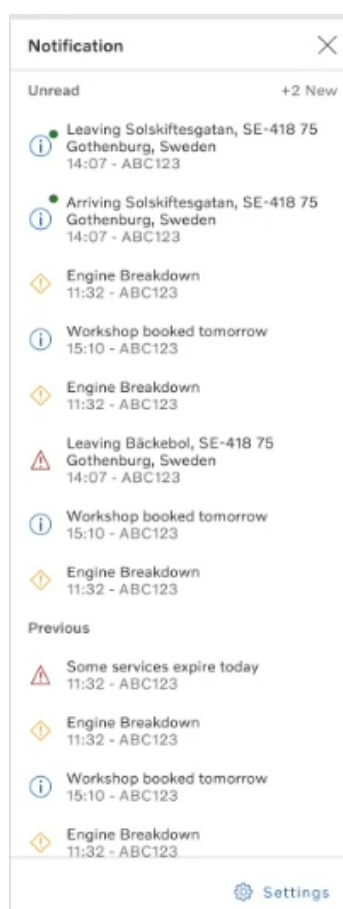 Notification
Unread +2 New
Leaving Solskiftesgatan, SE-418 75
Gothenburg, Sweden
14:07 - ABC123
Arriving Solskiftesgatan, SE-418 75
Gothenburg, Sweden
14:07 - ABC123
Engine Breakdown
11:32 - ABC123
Workshop booked tomorrow
15:10 - ABC123
Engine Breakdown
11:32 - ABC123
Leaving Bäckebol, SE-418 75
Gothenburg, Sweden
14:07 - ABC123
Workshop booked tomorrow
15:10 - ABC123
Engine Breakdown
11:32 - ABC123
Previous
Some services expire today
11:32 - ABC123
Engine Breakdown
11:32 - ABC123
Workshop booked tomorrow
15:10 - ABC123
Engine Breakdown
11:32 - ABC123
Settings